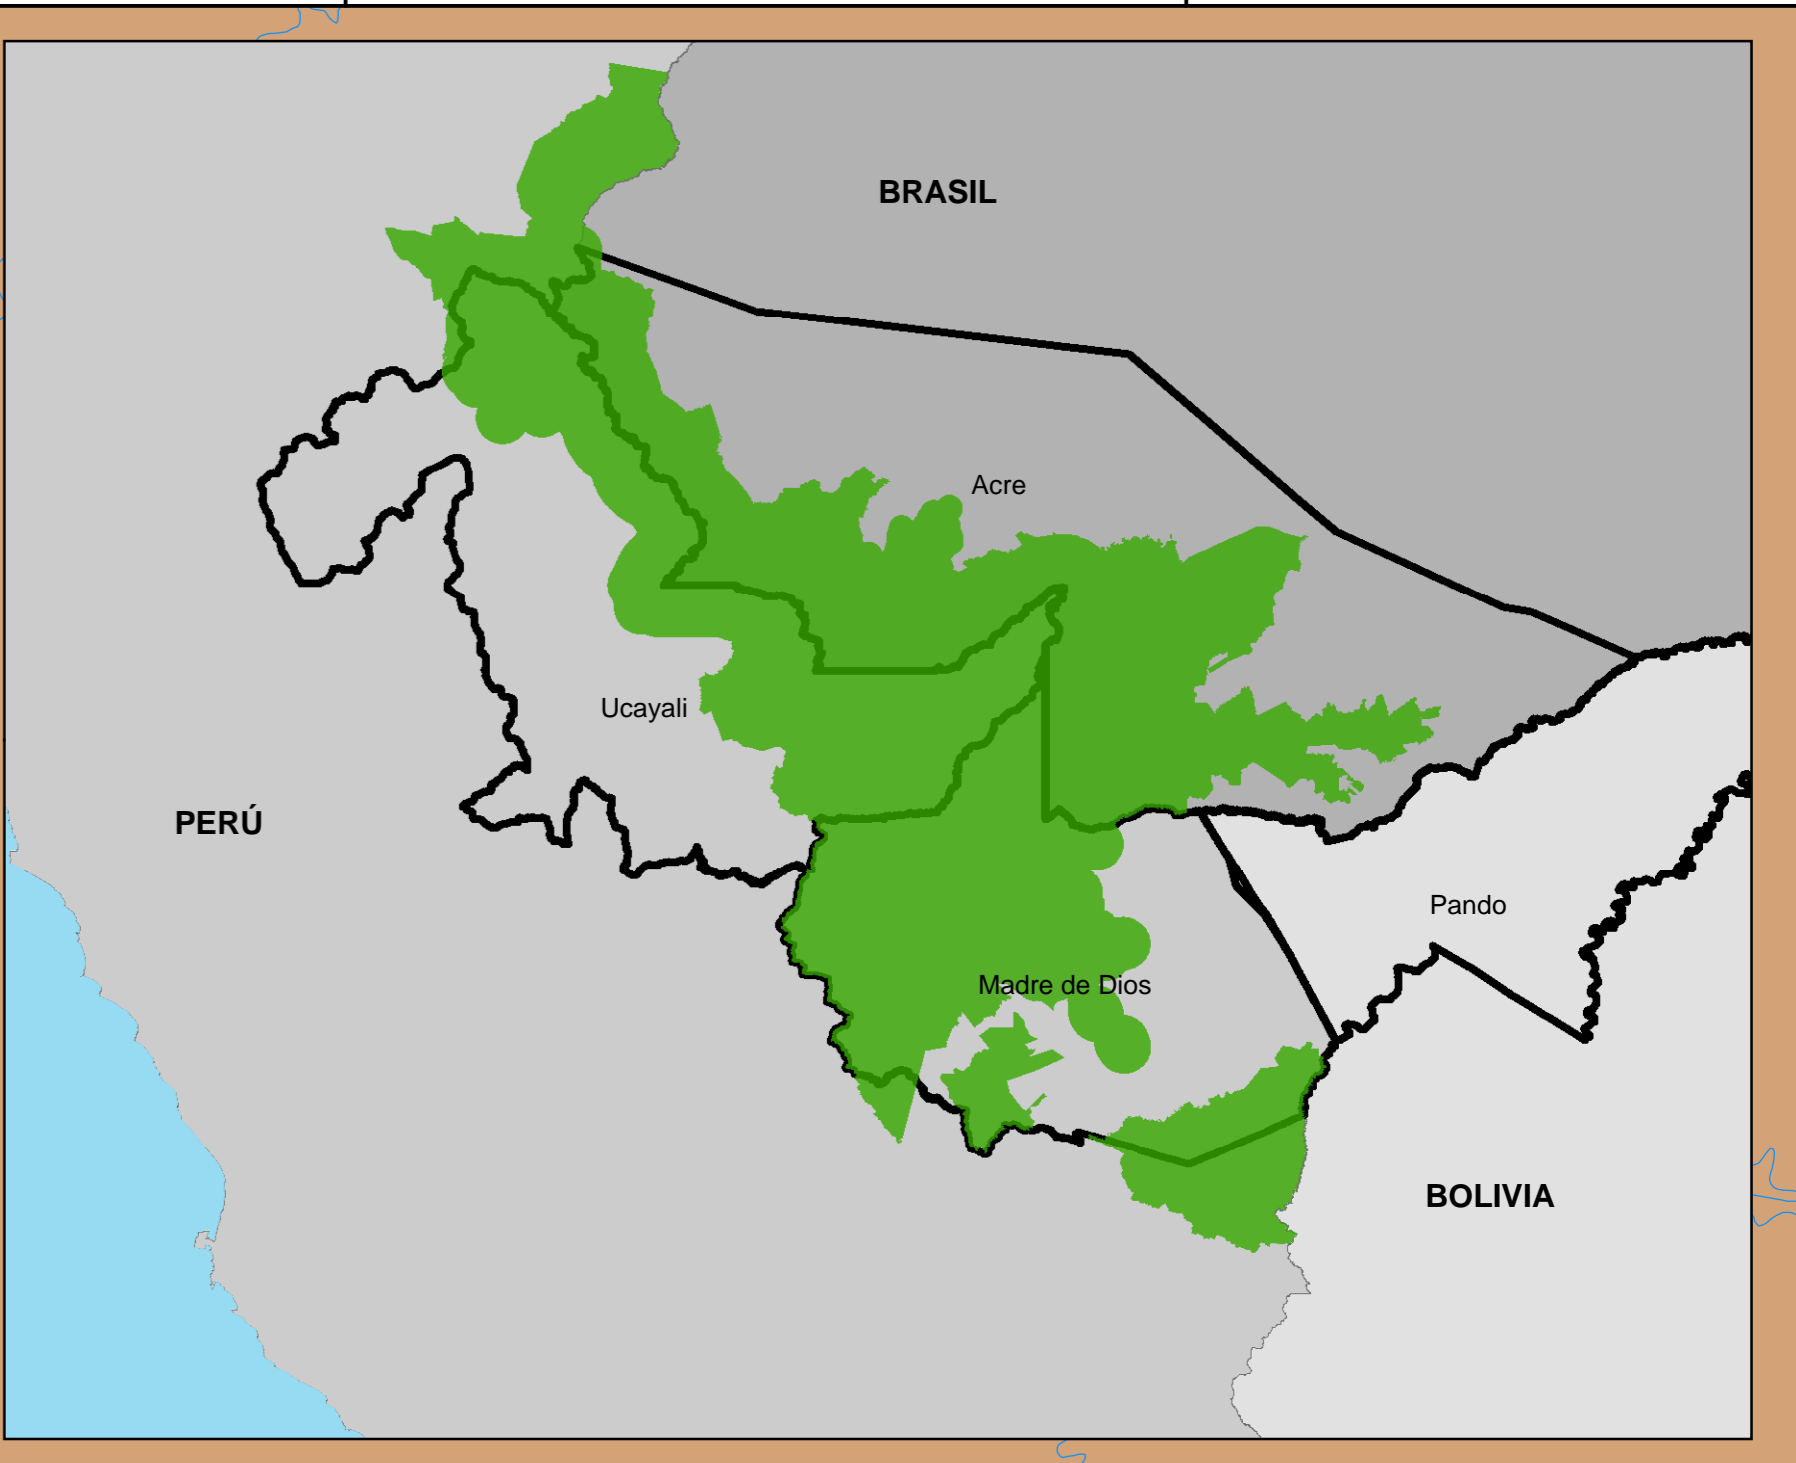 BRASIL
Acre
Ucayali
PERÚ
Pando
Madre de Dios
BOLIVIA